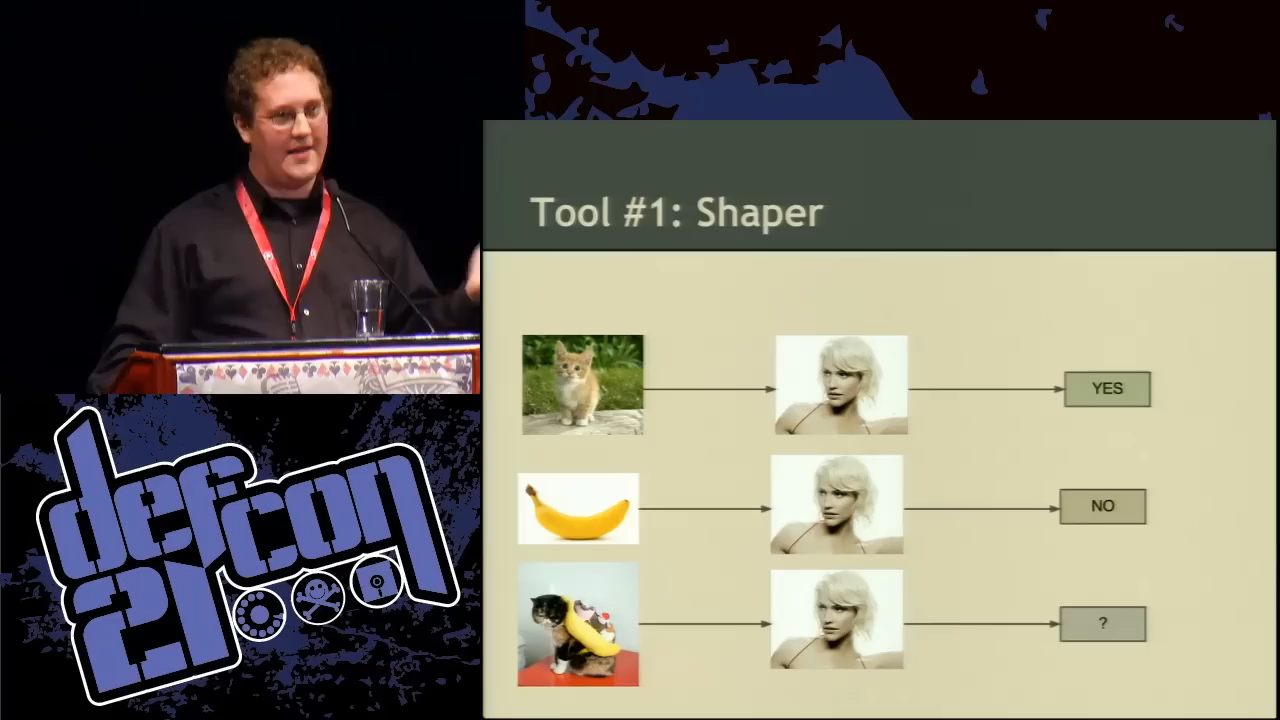 Tool #1: Shaper
YES
NO
?
defcon
21